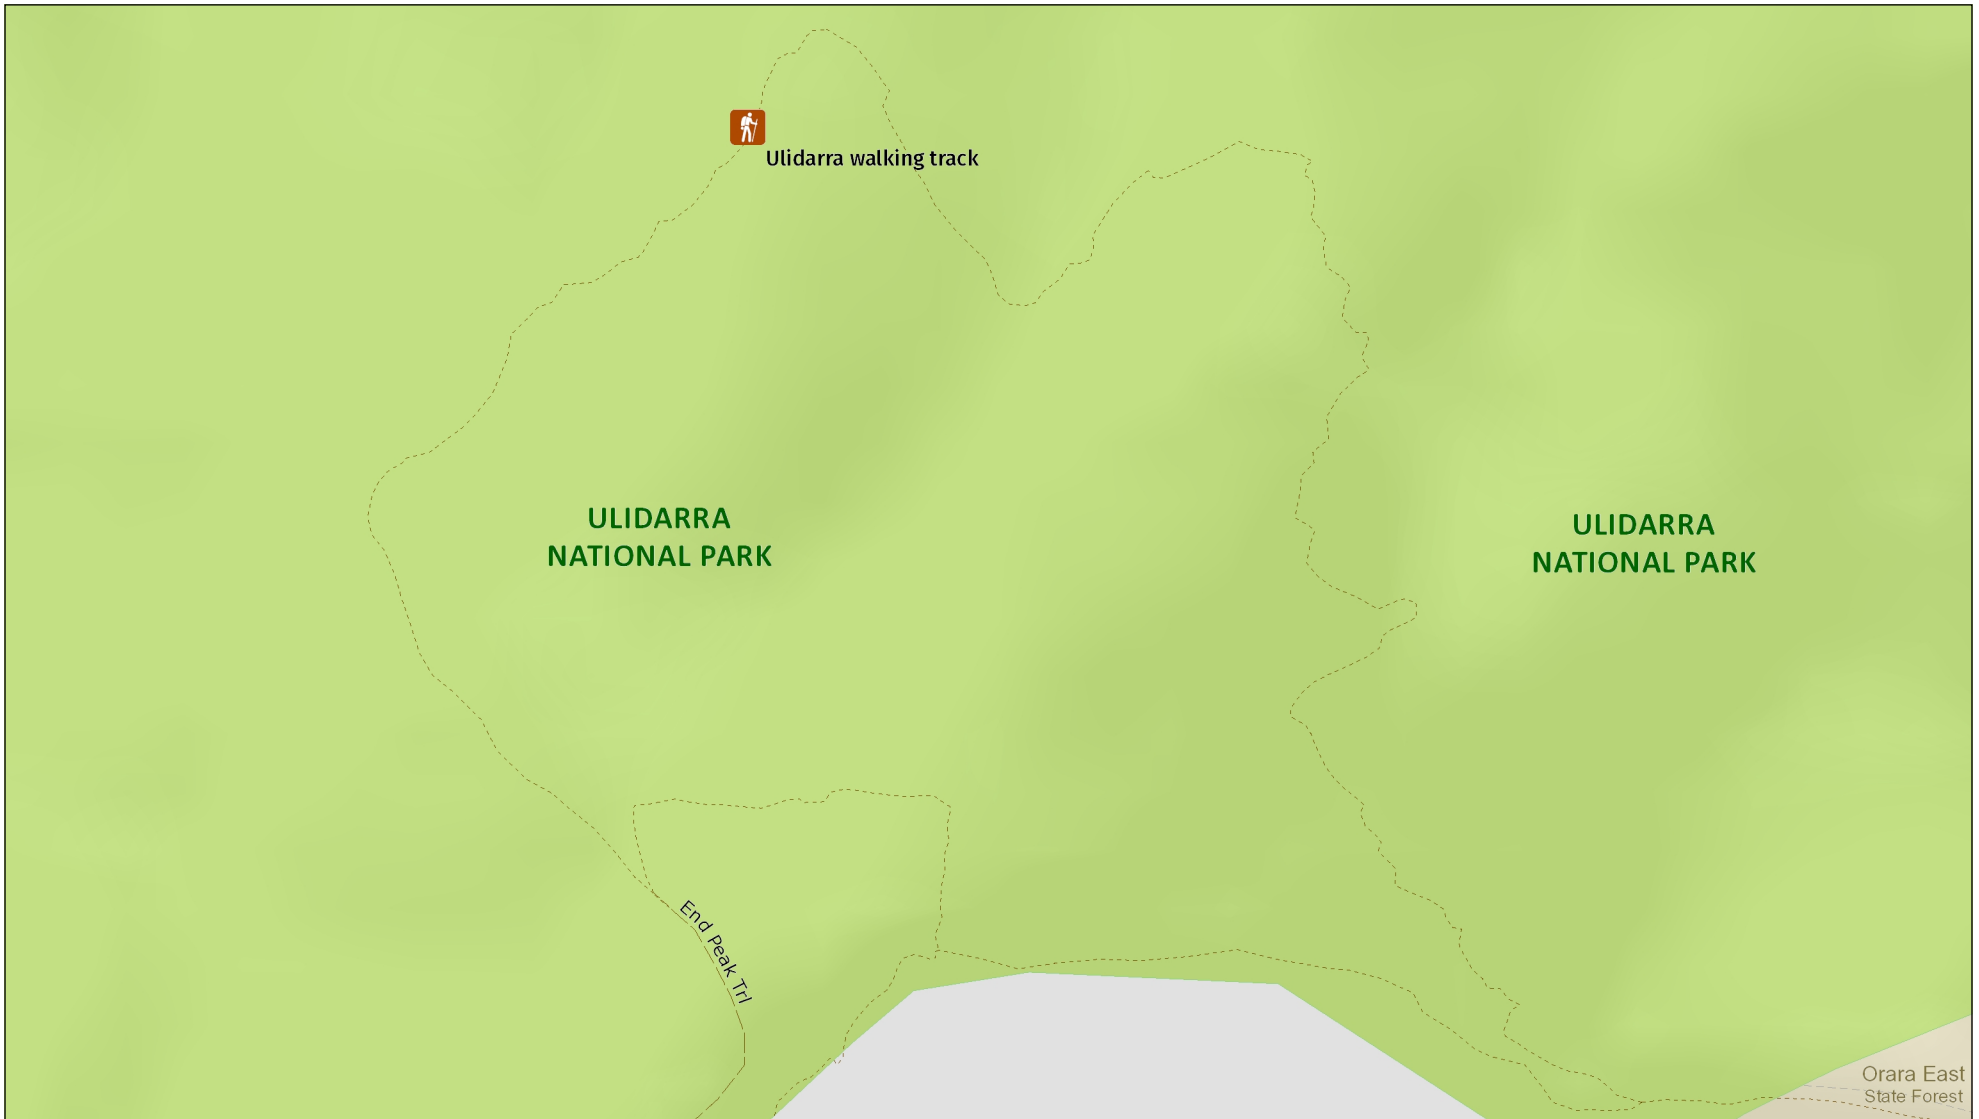 Ulidarra walking track
ULIDARRA
NATIONAL PARK
ULIDARRA
NATIONAL PARK
End Peak Trl
Orara East
State Forest